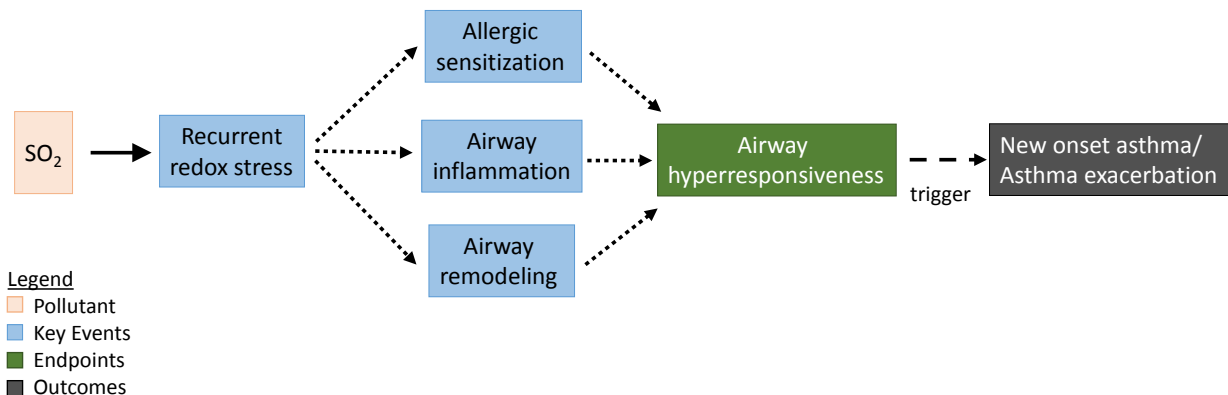 Allergic
sensitization
SO₂
Recurrent
redox stress
Airway
inflammation
Airway
hyperresponsiveness
trigger
New onset asthma/
Asthma exacerbation
Airway
remodeling
Legend
Pollutant
Key Events
Endpoints
Outcomes